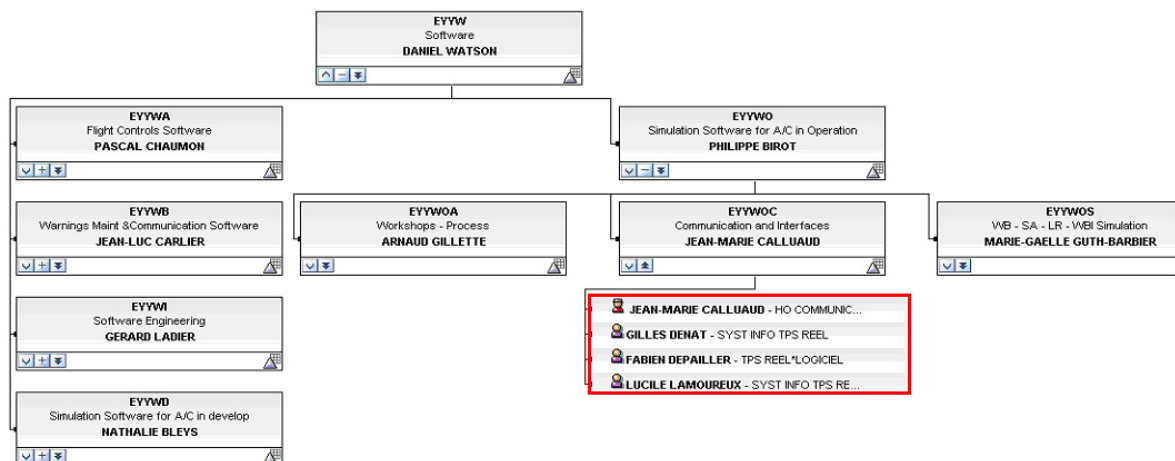 EYYW
Software
DANIEL WATSON
EYYWA
Flight Controls Software
PASCAL CHAUMON
EYYWO
Simulation Software for A/C in Operation
PHILIPPE BIROT
EYYWB
Warnings Maint &Communication Software
JEAN-LUC CARLIER
EYYWOA
Workshops - Process
ARNAUD GILLETTE
EYYWOC
Communication and Interfaces
JEAN-MARIE CALLUAUD
EYYWOS
WB - SA - LR - WBI Simulation
MARIE-GAELLE GUTH-BARBIER
EYYWI
Software Engineering
GERARD LADIER
JEAN-MARIE CALLUAUD - HO COMMUNIC...
GILLES DENAT - SYST INFO TPS REEL
FABIEN DEPAILLER - TPS REEL*LOGICIEL
LUCILE LAMOUREUX - SYST INFO TPS RE...
EYYWD
Simulation Software for A/C in develop
NATHALIE BLEYS